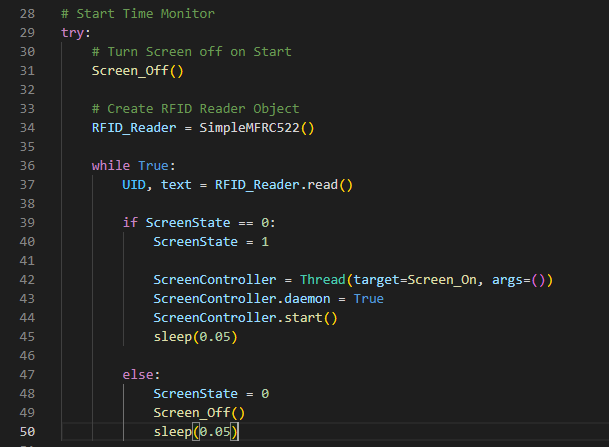 28 # Start Time Monitor
29 try:
30     # Turn Screen off on Start
31     Screen_Off()
32
33     # Create RFID Reader Object
34     RFID_Reader = SimpleMFRC522()
35
36     while True:
37         UID, text = RFID_Reader.read()
38
39         if ScreenState == 0:
40             ScreenState = 1
41
42             ScreenController = Thread(target=Screen_On, args=())
43             ScreenController.daemon = True
44             ScreenController.start()
45             sleep(0.05)
46
47         else:
48             ScreenState = 0
49             Screen_Off()
50             sleep(0.05)